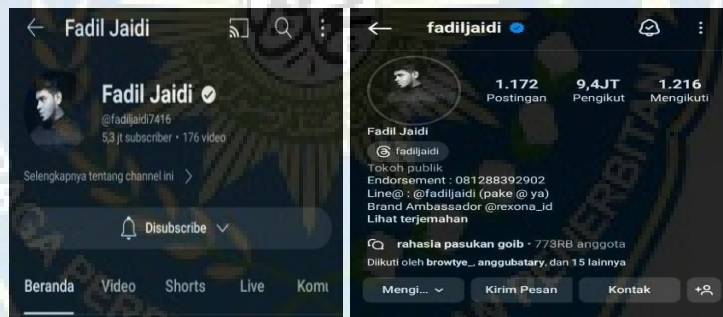 Fadil Jaidi
Fadil Jaidi
@fadiljaidi7416
5,3 jt subscriber • 176 video
Selengkapnya tentang channel ini
Disubscribe
Beranda Video Shorts Live Komu
fadiljaidi
1.172 9,4JT 1.216
Postingan Pengikut Mengikuti
Fadil Jaidi
fadiljaidi
Tokoh publik
Endorsement : 081288392902
Line@ : @fadiljaidi (pake @ ya)
Brand Ambassador @rexona_id
Lihat terjemahan
rahasia pasukan goib • 773RB anggota
Diikuti oleh browtye_, anggubatary, dan 15 lainnya
Mengi... Kirim Pesan Kontak